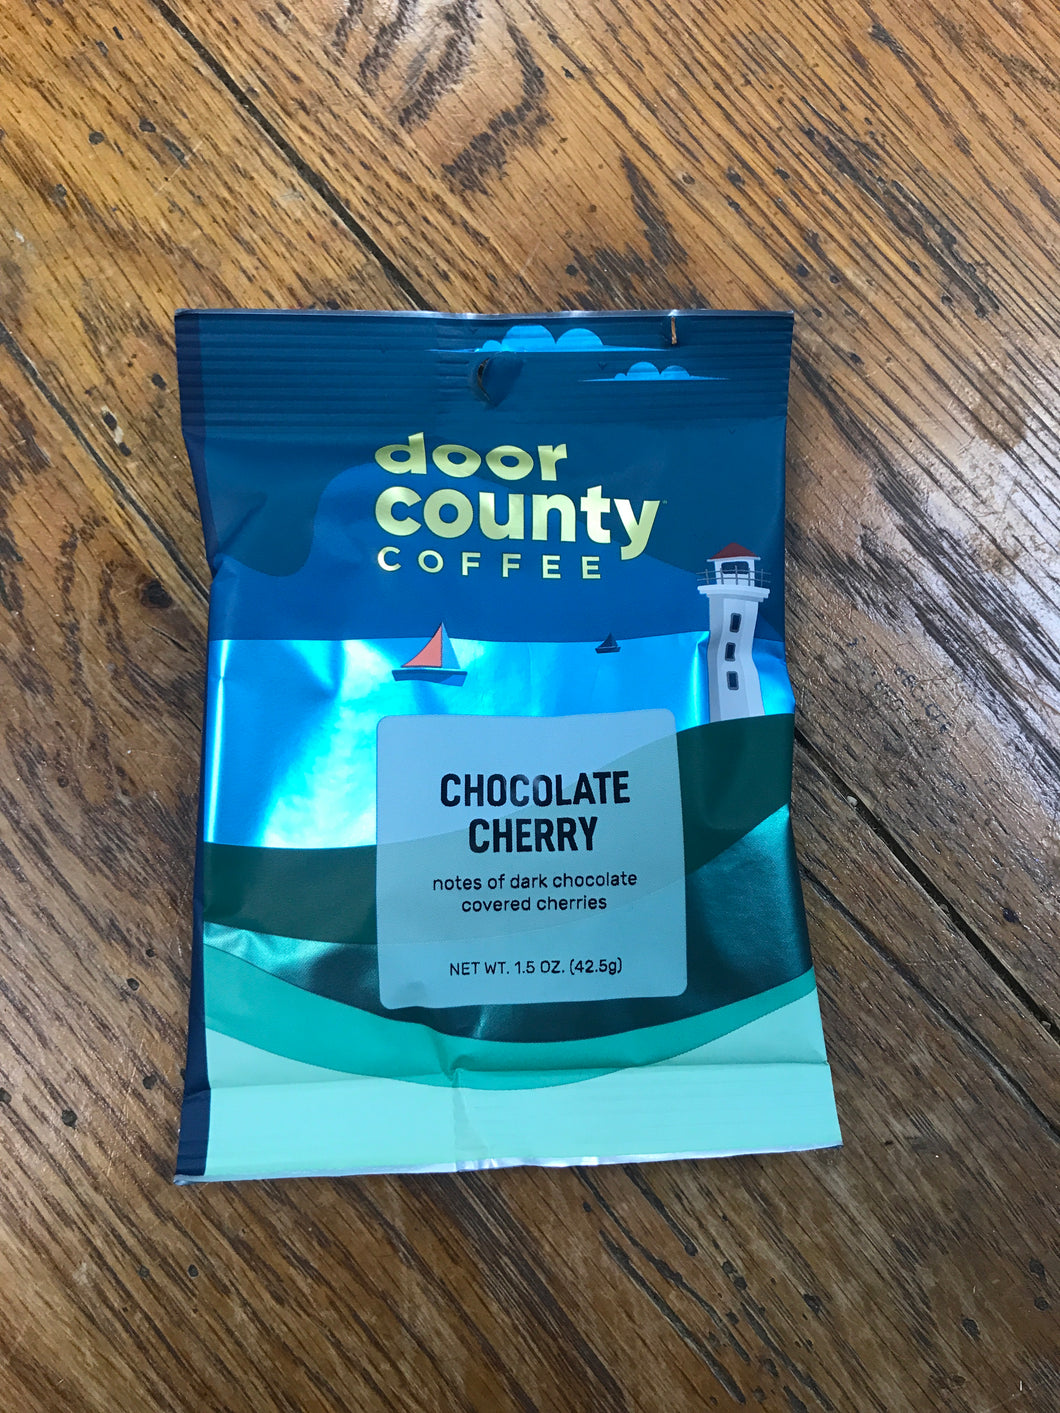 door
county
COFFEE
CHOCOLATE
CHERRY
notes of dark chocolate
covered cherries
NET WT. 1.5 OZ. (42.5g)